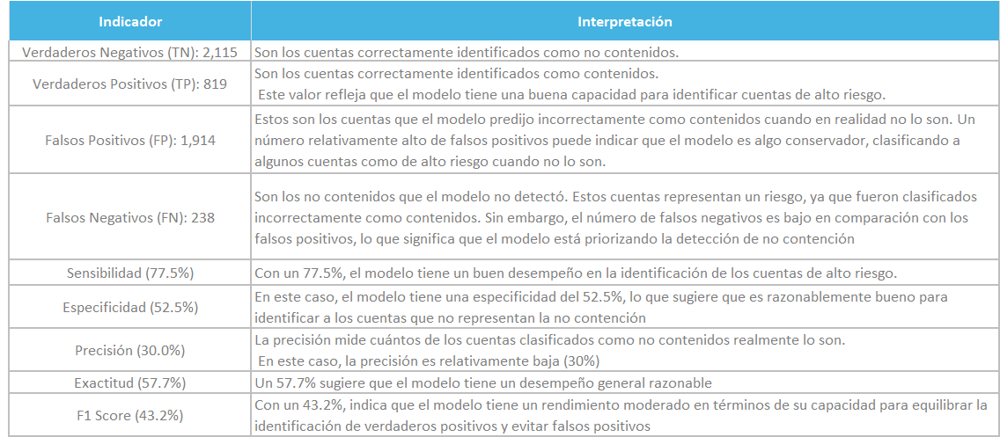 Indicador
Interpretación
Verdaderos Negativos (TN): 2,115
Son los cuentas correctamente identificados como no contenidos.
Verdaderos Positivos (TP): 819
Son los cuentas correctamente identificados como contenidos.
Este valor refleja que el modelo tiene una buena capacidad para identificar cuentas de alto riesgo.
Falsos Positivos (FP): 1,914
Estos son los cuentas que el modelo predijo incorrectamente como contenidos cuando en realidad no lo son. Un
número relativamente alto de falsos positivos puede indicar que el modelo es algo conservador, clasificando a
algunos cuentas como de alto riesgo cuando no lo son.
Falsos Negativos (FN): 238
Son los no contenidos que el modelo no detectó. Estos cuentas representan un riesgo, ya que fueron clasificados
incorrectamente como contenidos. Sin embargo, el número de falsos negativos es bajo en comparación con los
falsos positivos, lo que significa que el modelo está priorizando la detección de no contención
Sensibilidad (77.5%)
Con un 77.5%, el modelo tiene un buen desempeño en la identificación de los cuentas de alto riesgo.
Especificidad (52.5%)
En este caso, el modelo tiene una especificidad del 52.5%, lo que sugiere que es razonablemente bueno para
identificar a los cuentas que no representan la no contención
Precisión (30.0%)
La precisión mide cuántos de los cuentas clasificados como no contenidos realmente lo son.
En este caso, la precisión es relativamente baja (30%)
Exactitud (57.7%)
Un 57.7% sugiere que el modelo tiene un desempeño general razonable
F1 Score (43.2%)
Con un 43.2%, indica que el modelo tiene un rendimiento moderado en términos de su capacidad para equilibrar la
identificación de verdaderos positivos y evitar falsos positivos